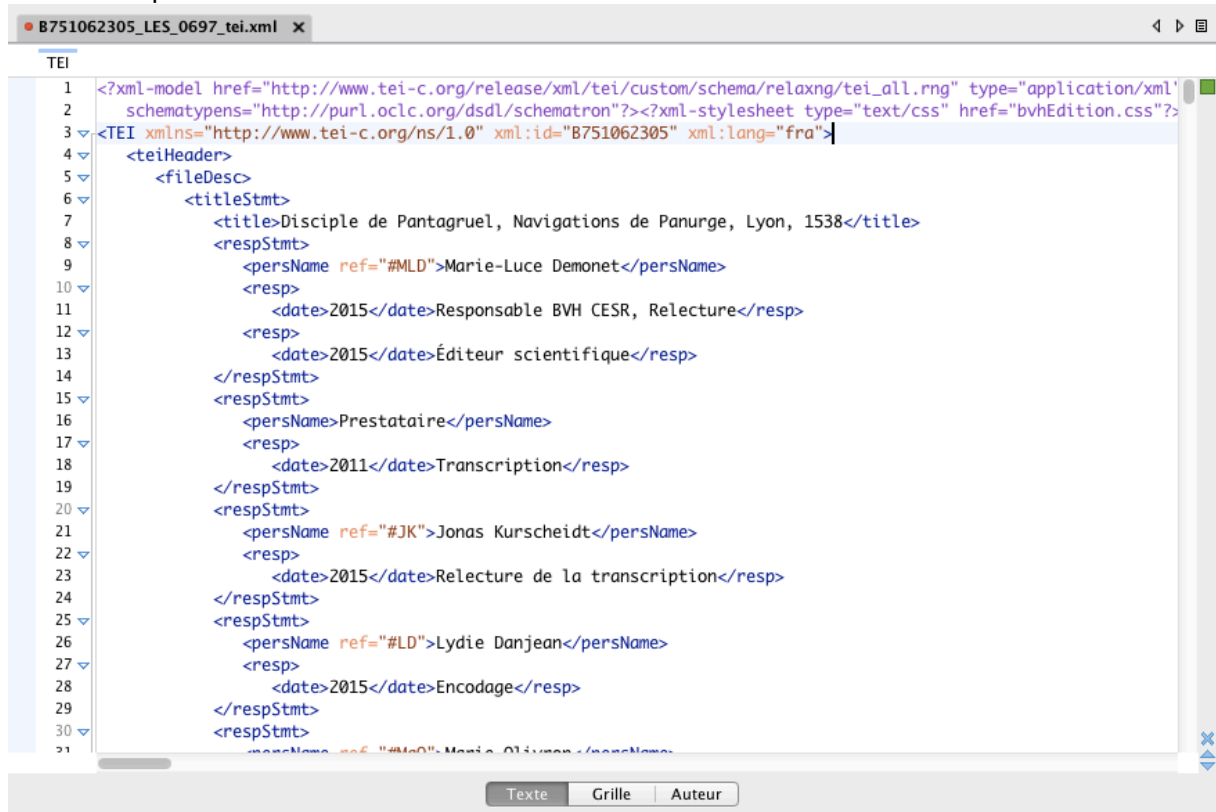 B751062305_LES_0697_tei.xml
TEI
1 <?xml-model href="http://www.tei-c.org/release/xml/tei/custom/schema/relaxng/tei_all.rng" type="application/xml"
2 schematypens="http://purl.oclc.org/dsdl/schematron"?><?xml-stylesheet type="text/css" href="bvhEdition.css"?>
3 <TEI xmlns="http://www.tei-c.org/ns/1.0" xml:id="B751062305" xml:lang="fra">
4 <teiHeader>
5 <fileDesc>
6 <titleStmt>
7 <title>Disciple de Pantagruel, Navigations de Panurge, Lyon, 1538</title>
8 <respStmt>
9 <persName ref="#MLD">Marie-Luce Demonet</persName>
10 <resp>
11 <date>2015</date>Responsable BVH CESR, Relecture</resp>
12 <resp>
13 <date>2015</date>Éditeur scientifique</resp>
14 </respStmt>
15 <respStmt>
16 <persName>Prestataire</persName>
17 <resp>
18 <date>2011</date>Transcription</resp>
19 </respStmt>
20 <respStmt>
21 <persName ref="#JK">Jonas Kurscheidt</persName>
22 <resp>
23 <date>2015</date>Relecture de la transcription</resp>
24 </respStmt>
25 <respStmt>
26 <persName ref="#LD">Lydie Danjean</persName>
27 <resp>
28 <date>2015</date>Encodage</resp>
29 </respStmt>
30 <respStmt>
31 <persName ref="#MaO">Marie Olivron</persName>
Texte Grille Auteur